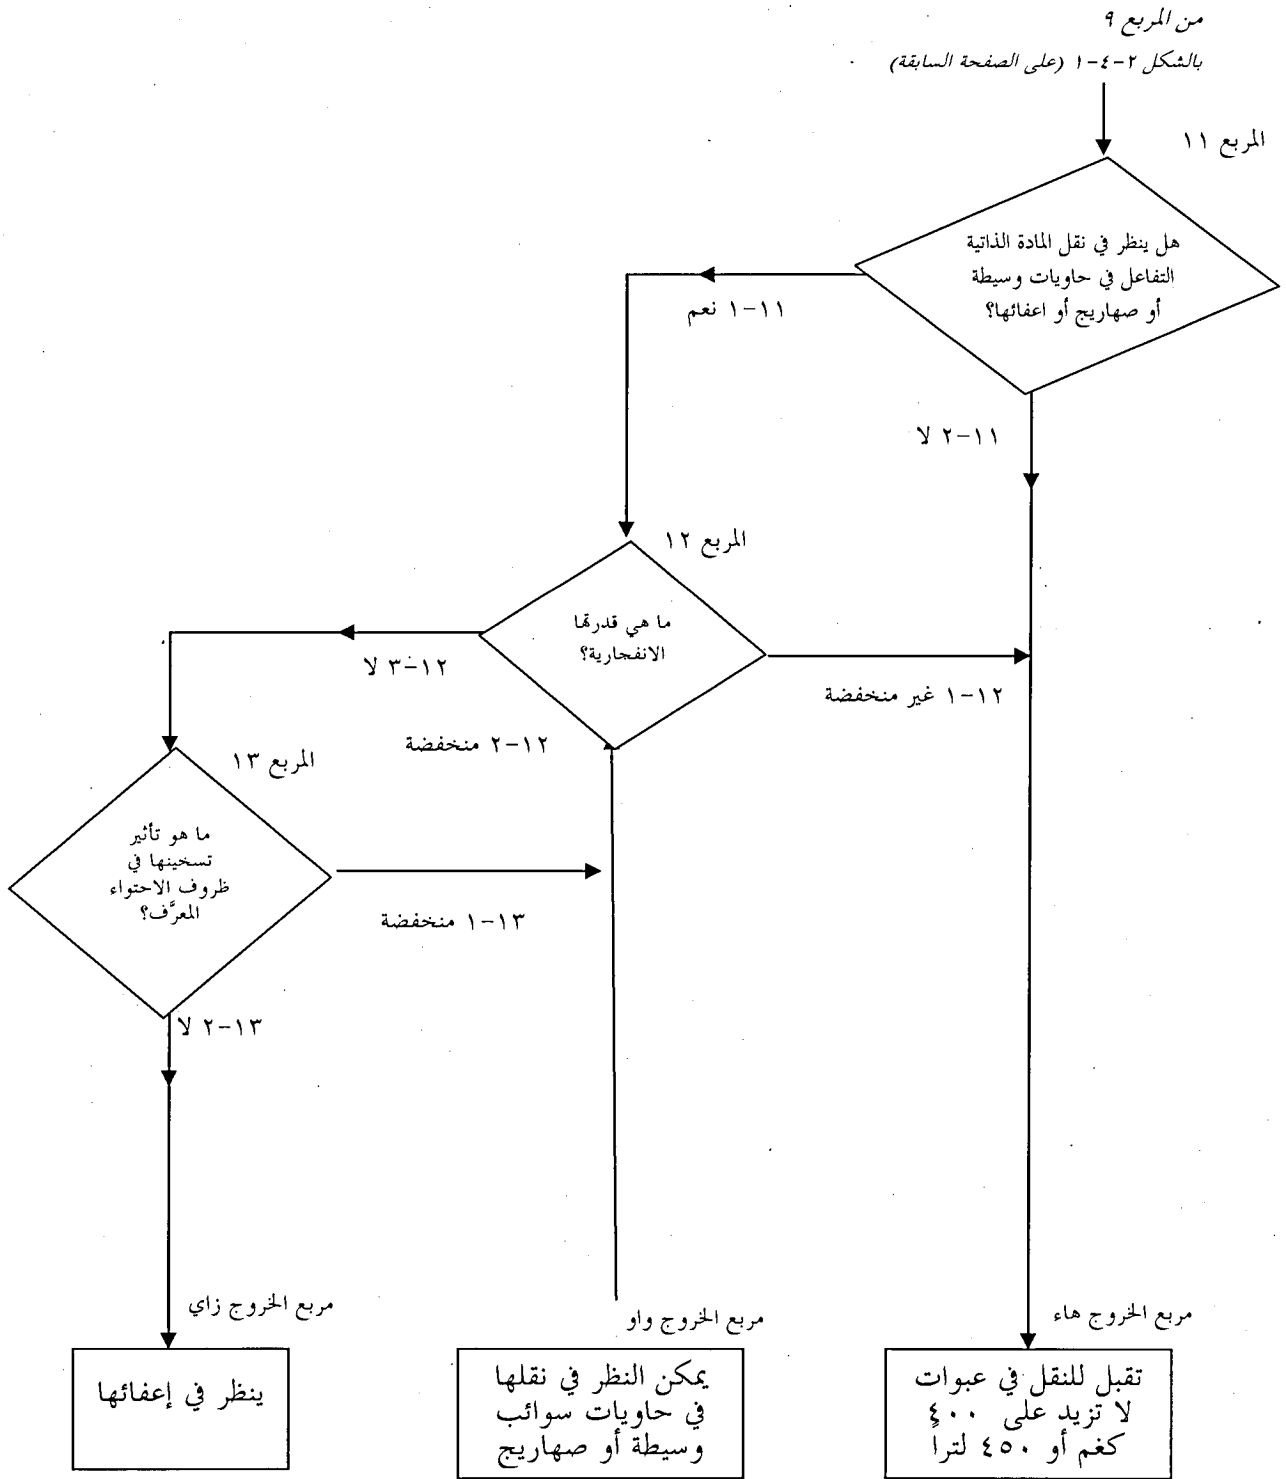 من المربع ٩
بالشكل ٢-٤-١ (على الصفحة السابقة)
المربع ١١
هل ينظر في نقل المادة الذاتية
التفاعل في حاويات وسيطة
أو صهاريج أو اعفائها؟
١١-١ نعم
١١-٢ لا
المربع ١٢
ما هي قدرتها
الانفجارية؟
١٢-٣ لا
١٢-١ غير منخفضة
١٢-٢ منخفضة
المربع ١٣
ما هو تأثير
تسخينها في
ظروف الاحتواء
المعرَّف؟
١٣-١ منخفضة
١٣-٢ لا
مربع الخروج هاء
تقبل للنقل في عبوات
لا تزيد على ٤٠٠
كغم أو ٤٥٠ لتراً
مربع الخروج واو
يمكن النظر في نقلها
في حاويات سوائب
وسيطة أو صهاريج
مربع الخروج زاي
ينظر في إعفائها